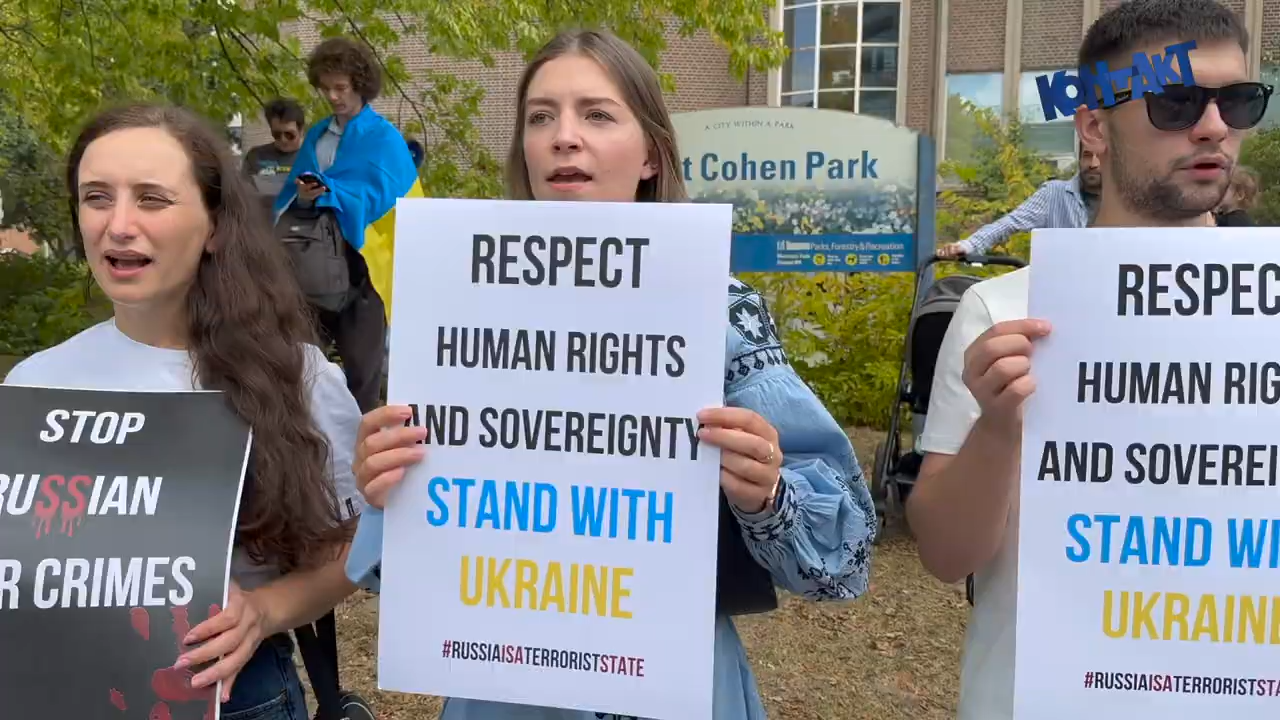 КОНТАКТ
A CITY WITHIN A PARK
t Cohen Park
Parks, Forestry & Recreation
STOP
RUSSIAN
R CRIMES
RESPECT
HUMAN RIGHTS
AND SOVEREIGNTY
STAND WITH
UKRAINE
#RUSSIAISATERRORISTSTATE
RESPEC
HUMAN RIG
AND SOVEREI
STAND WI
UKRAINE
#RUSSIAISATERRORISTSTA